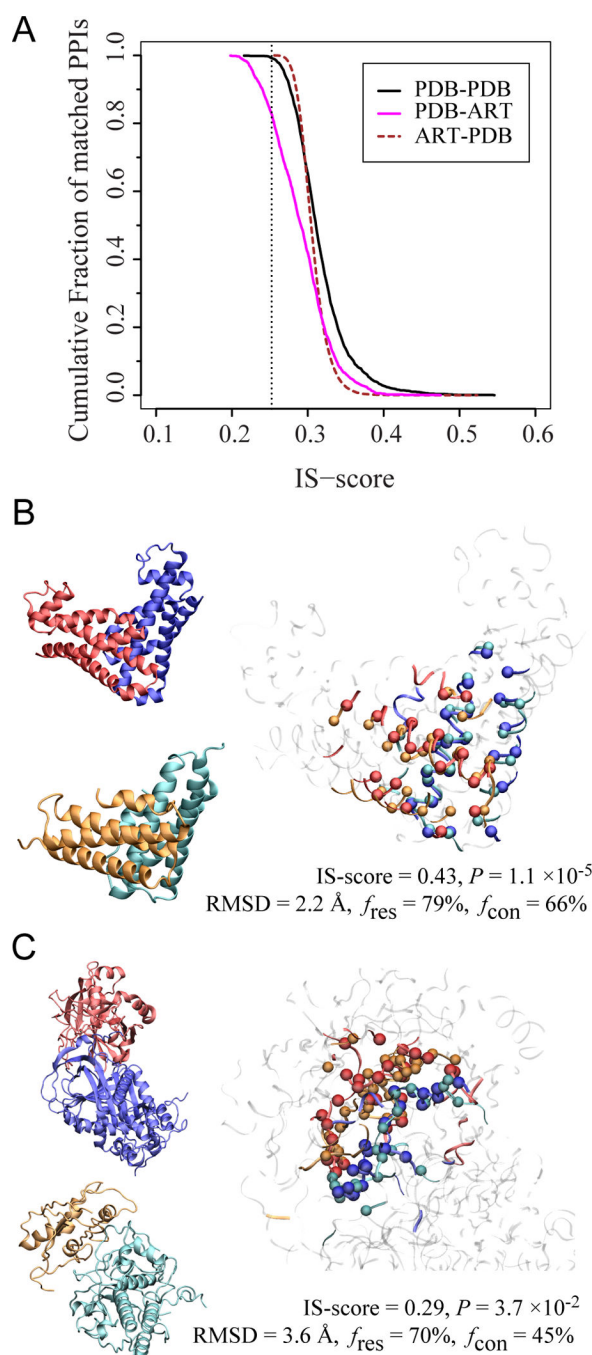 A
Cumulative Fraction of matched PPIs
1.0
0.8
0.6
0.4
0.2
0.0
PDB-PDB
PDB-ART
ART-PDB
0.1 0.2 0.3 0.4 0.5 0.6
IS−score
B
IS-score = 0.43, P = 1.1 ×10⁻⁵
RMSD = 2.2 Å, fres = 79%, fcon = 66%
C
IS-score = 0.29, P = 3.7 ×10⁻²
RMSD = 3.6 Å, fres = 70%, fcon = 45%